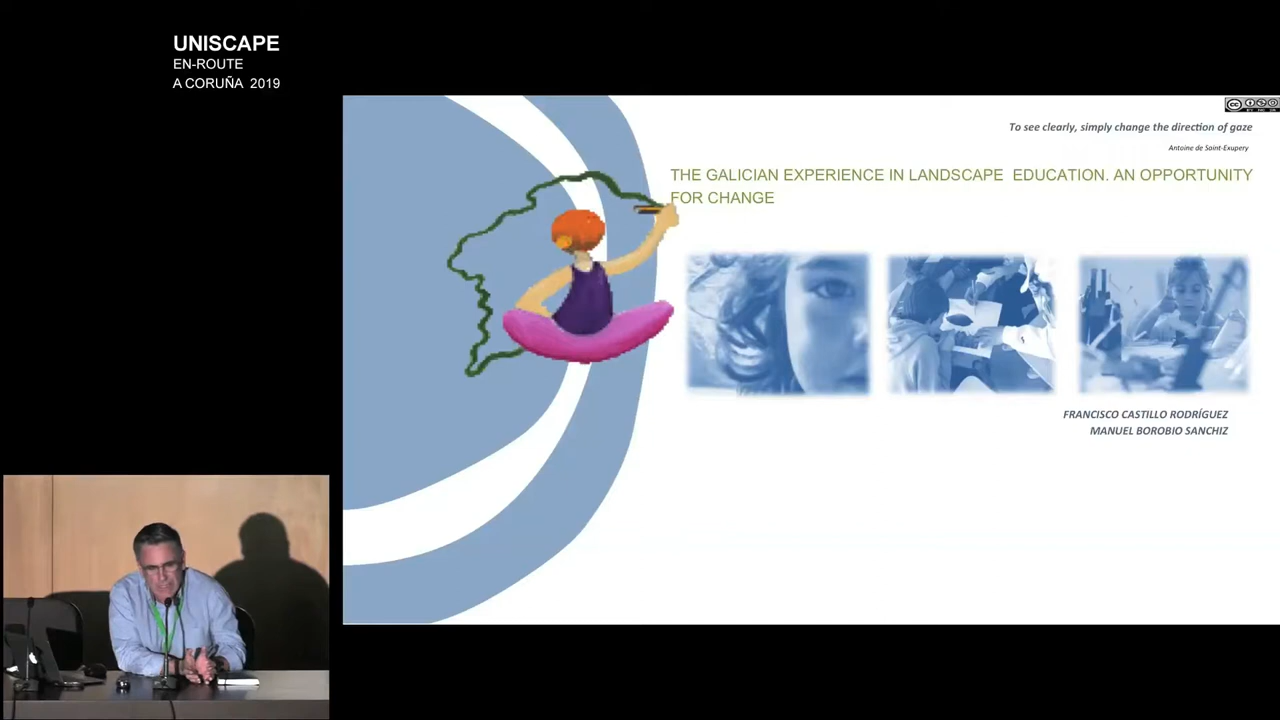 UNISCAPE
EN-ROUTE
A CORUÑA 2019
To see clearly, simply change the direction of gaze
Antoine de Saint-Exupery
THE GALICIAN EXPERIENCE IN LANDSCAPE EDUCATION. AN OPPORTUNITY
FOR CHANGE
FRANCISCO CASTILLO RODRÍGUEZ
MANUEL BOROBIO SANCHIZ